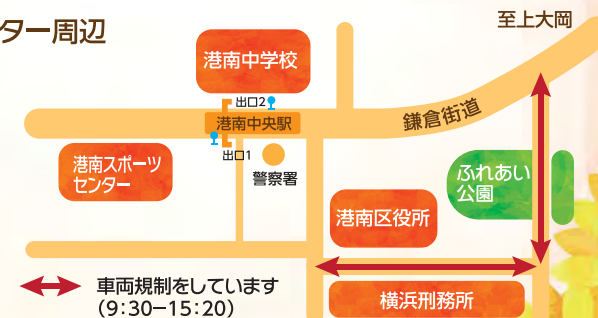 ター周辺
至上大岡
港南中学校
出口2
港南中央駅
鎌倉街道
出口1
港南スポーツ
センター
警察署
ふれあい
公園
港南区役所
車両規制をしています
(9:30−15:20)
横浜刑務所